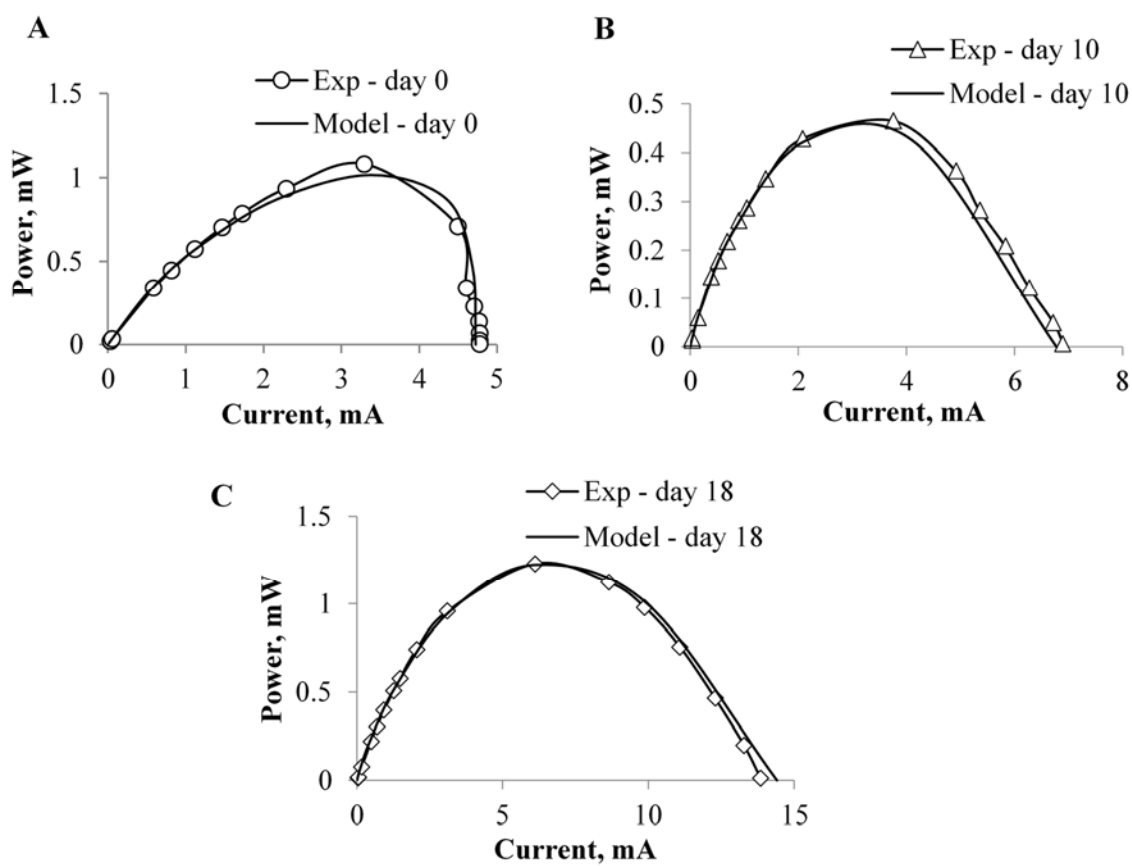 A
Exp - day 0
Model - day 0
1.5
1
0.5
0
Power, mW
0 1 2 3 4 5
Current, mA
B
Exp - day 10
Model - day 10
0.5
0.4
0.3
0.2
0.1
0
Power, mW
0 2 4 6 8
Current, mA
C
Exp - day 18
Model - day 18
1.5
1
0.5
0
Power, mW
0 5 10 15
Current, mA